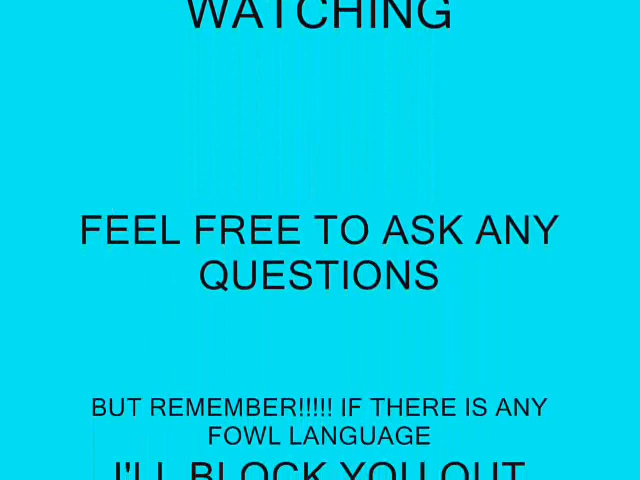 WATCHING
FEEL FREE TO ASK ANY
QUESTIONS
BUT REMEMBER!!!!! IF THERE IS ANY
FOWL LANGUAGE
I'LL BLOCK YOU OUT